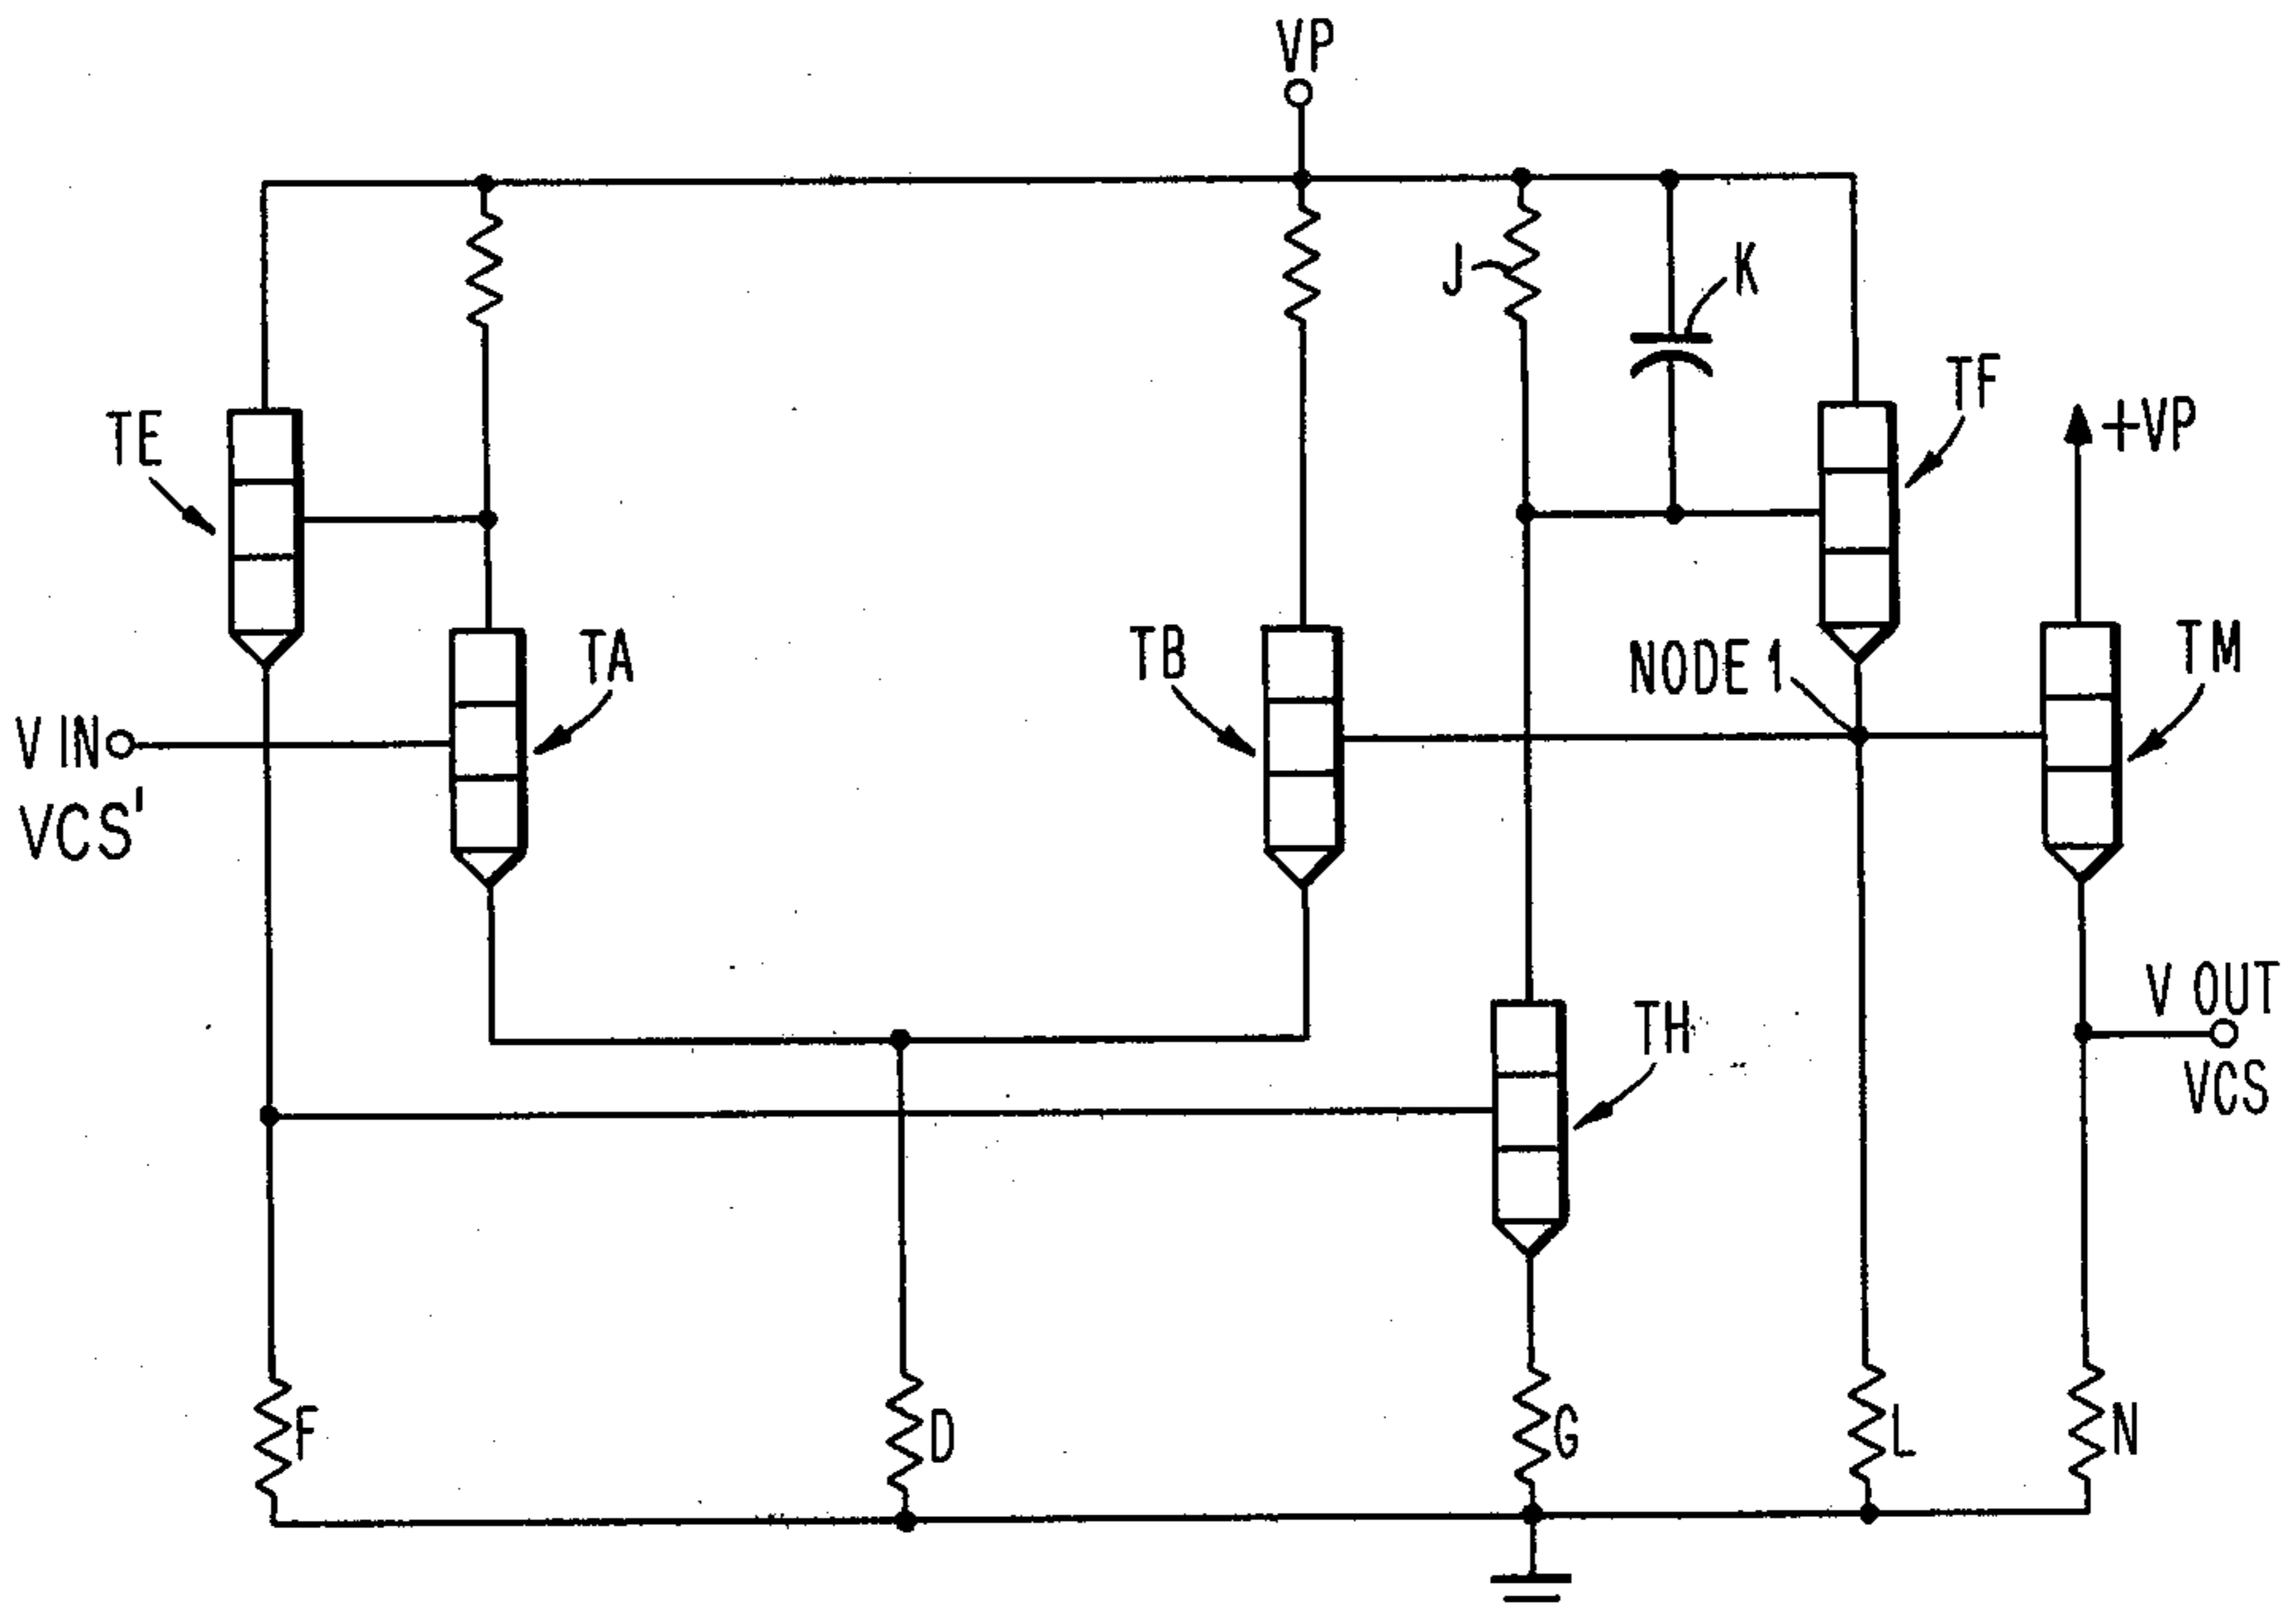 VP
J
K
TF
+VP
TE
TA
TB
NODE 1
TM
V IN
VCS'
TH
V OUT
VCS
F
D
G
L
N